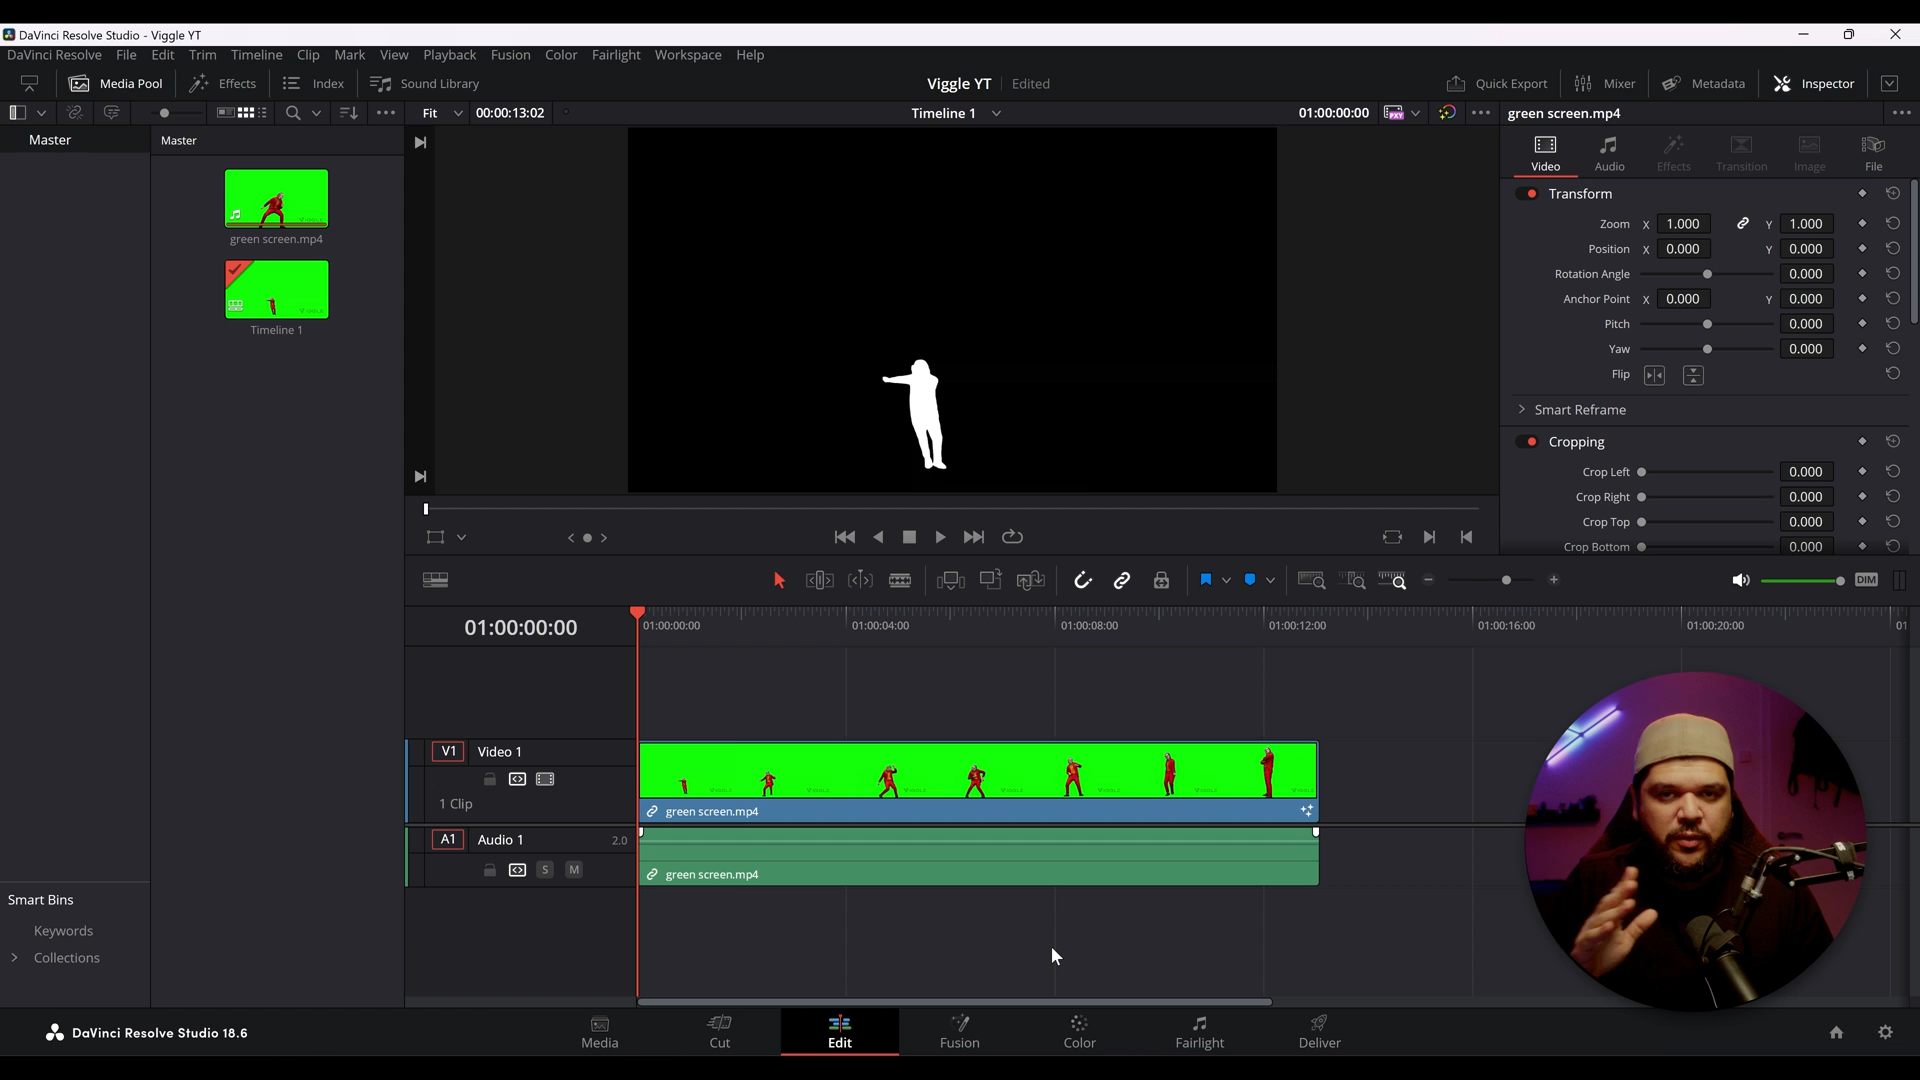 DaVinci Resolve Studio - Viggle YT
DaVinci Resolve File Edit Trim Timeline Clip Mark View Playback Fusion Color Fairlight Workspace Help
Media Pool Effects Index Sound Library Viggle YT Edited Quick Export Mixer Metadata Inspector
Fit 00:00:13:02 Timeline 1 01:00:00:00 PXY green screen.mp4
Master Master
Video Audio Effects Transition Image File
Transform
Zoom X 1.000 Y 1.000
Position X 0.000 Y 0.000
Rotation Angle 0.000
Anchor Point X 0.000 Y 0.000
Pitch 0.000
Yaw 0.000
Flip
Smart Reframe
Cropping
Crop Left 0.000
Crop Right 0.000
Crop Top 0.000
Crop Bottom 0.000
green screen.mp4
Timeline 1
DIM
01:00:00:00
01:00:00:00 01:00:04:00 01:00:08:00 01:00:12:00 01:00:16:00 01:00:20:00 01
V1 Video 1
1 Clip
green screen.mp4
A1 Audio 1 2.0
S M
green screen.mp4
Smart Bins
Keywords
Collections
DaVinci Resolve Studio 18.6
Media Cut Edit Fusion Color Fairlight Deliver